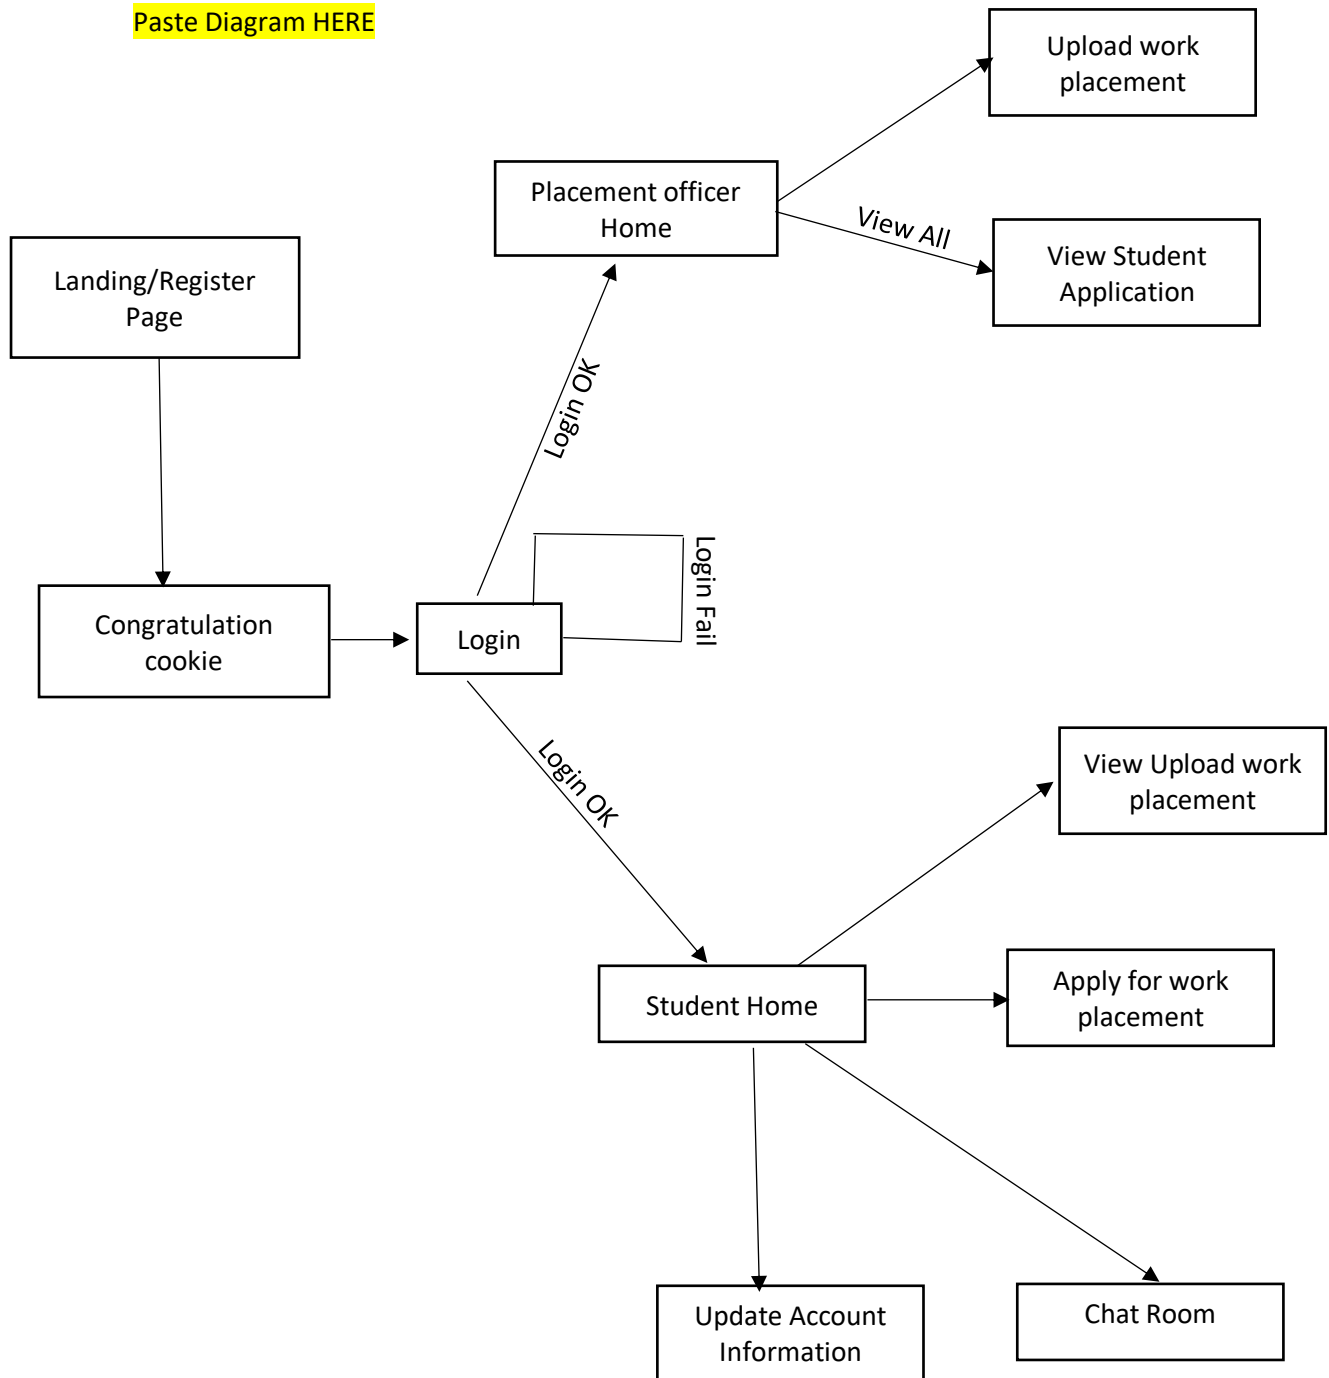 Paste Diagram HERE
Upload work
placement
Placement officer
Home
View All
View Student
Application
Landing/Register
Page
Login OK
Login Fail
Congratulation
cookie
Login
Login OK
View Upload work
placement
Student Home
Apply for work
placement
Update Account
Information
Chat Room